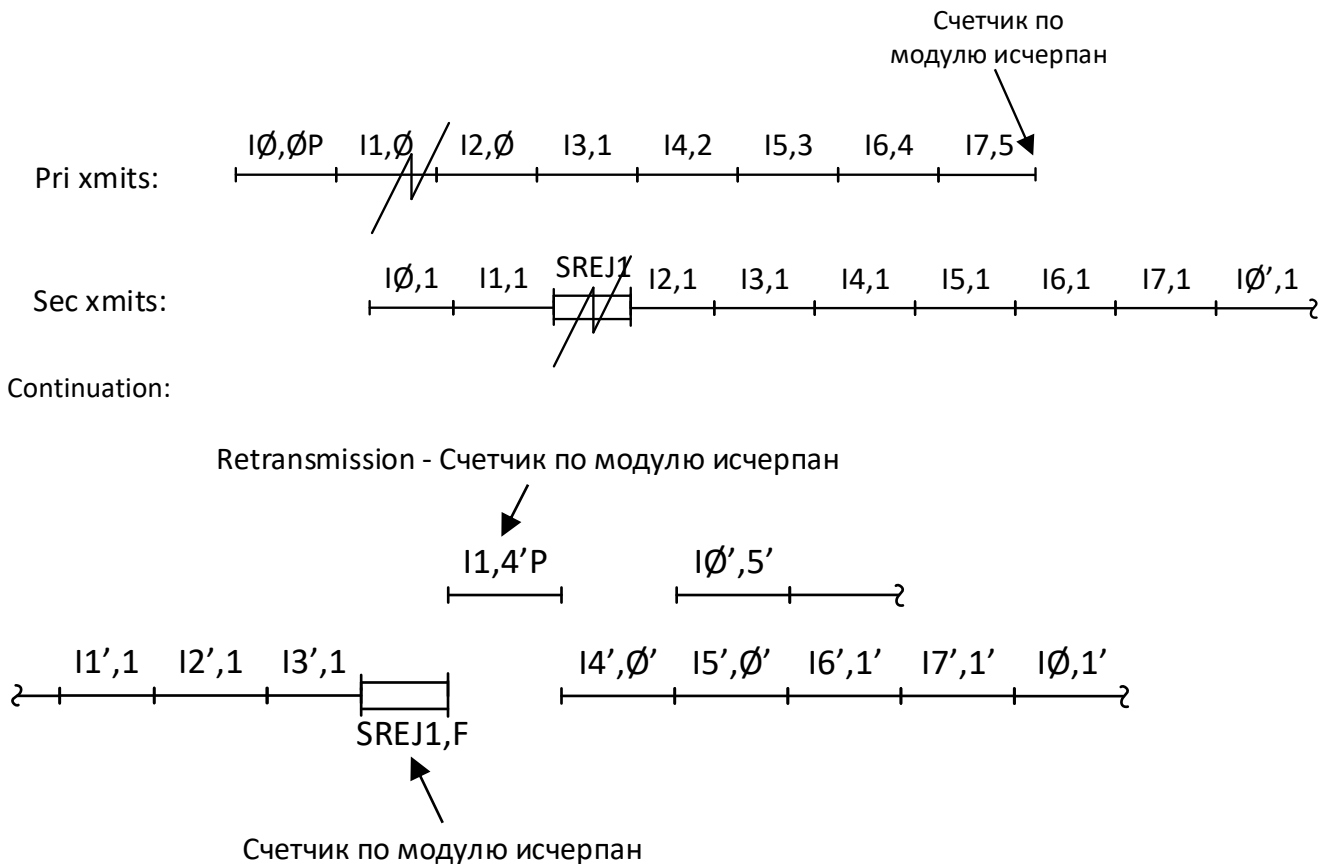 Счетчик по
модулю исчерпан
IØ,ØP I1,Ø I2,Ø I3,1 I4,2 I5,3 I6,4 I7,5
Pri xmits:
IØ,1 I1,1 SREJ1 I2,1 I3,1 I4,1 I5,1 I6,1 I7,1 IØ',1
Sec xmits:
Continuation:
Retransmission - Счетчик по модулю исчерпан
I1,4’P IØ’,5’
I1’,1 I2’,1 I3’,1 I4’,Ø’ I5’,Ø’ I6’,1’ I7’,1’ IØ,1’
SREJ1,F
Счетчик по модулю исчерпан